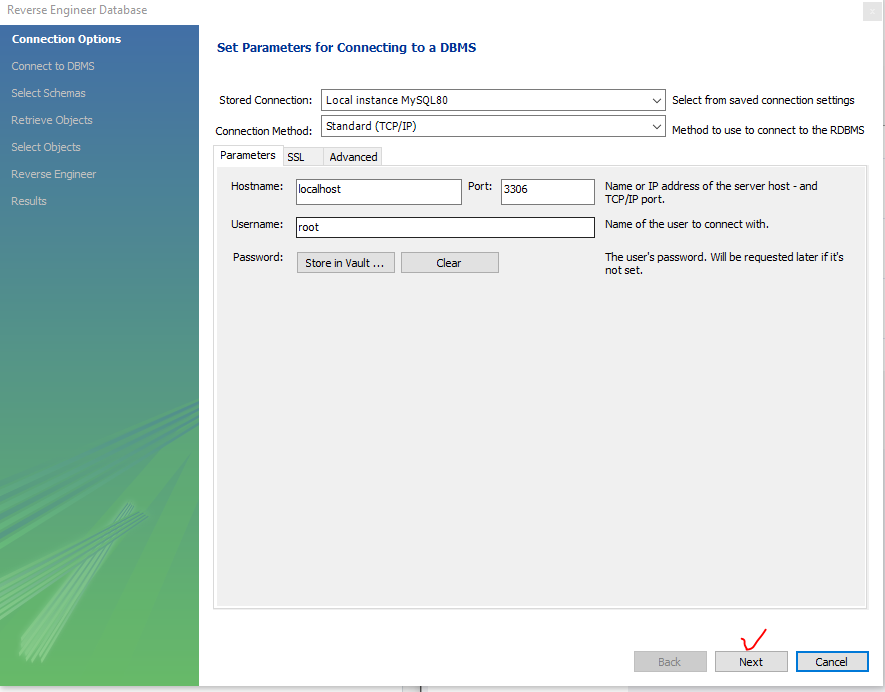 Reverse Engineer Database
Connection Options
Connect to DBMS
Select Schemas
Retrieve Objects
Select Objects
Reverse Engineer
Results
Set Parameters for Connecting to a DBMS
Stored Connection: Local instance MySQL80 Select from saved connection settings
Connection Method: Standard (TCP/IP) Method to use to connect to the RDBMS
Parameters SSL Advanced
Hostname: localhost Port: 3306 Name or IP address of the server host - and
TCP/IP port.
Username: root Name of the user to connect with.
Password: Store in Vault ... Clear The user's password. Will be requested later if it's
not set.
Back Next Cancel